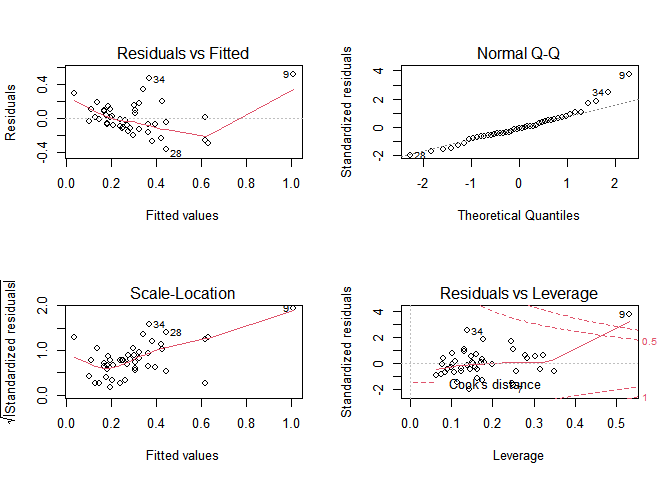 Residuals vs Fitted
Residuals
-0.4 0.0 0.4
34
9
28
0.0 0.2 0.4 0.6 0.8 1.0
Fitted values
Normal Q-Q
Standardized residuals
-2 0 2 4
34
9
28
-2 -1 0 1 2
Theoretical Quantiles
Scale-Location
√|Standardized residuals|
0.0 1.0 2.0
34
28
9
0.0 0.2 0.4 0.6 0.8 1.0
Fitted values
Residuals vs Leverage
Standardized residuals
-2 0 2 4
34
9
7
Cook's distance
0.5
1
0.0 0.1 0.2 0.3 0.4 0.5
Leverage